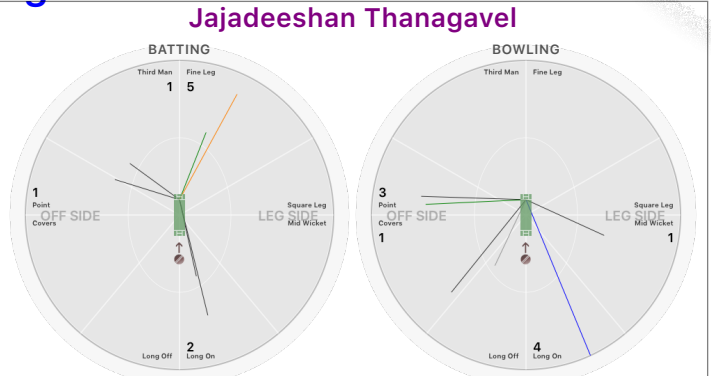 Jajadeeshan Thanagavel
BATTING
Third Man
Fine Leg
1
5
1
Point
OFF SIDE
Covers
Square Leg
LEG SIDE
Mid Wicket
2
Long Off
Long On
BOWLING
Third Man
Fine Leg
3
Point
OFF SIDE
Covers
1
Square Leg
LEG SIDE
Mid Wicket
1
4
Long Off
Long On